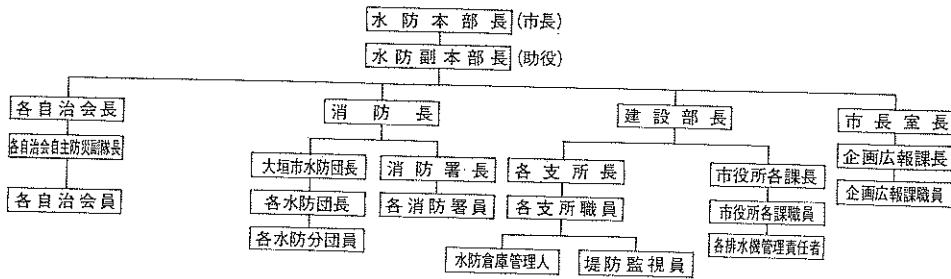 水防本部長(市長)
水防副本部長(助役)
各自治会長
消防長
建設部長
市長室長
各自治会自主防災副隊長
大垣市水防団長
消防署長
各支所長
市役所各課長
企画広報課長
各自治会員
各水防団長
各消防署員
各支所職員
市役所各課職員
企画広報課職員
各水防分団員
水防倉庫管理人
堤防監視員
各排水機管理責任者